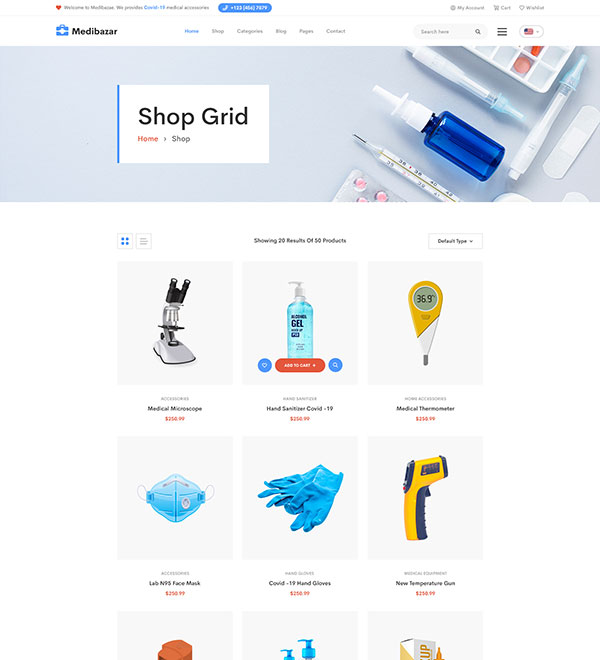 Welcome to Medibazar. We provides Covid-19 medical accessories
+123 (456) 7879
My Account
Cart
Wishlist
Medibazar
Home
Shop
Categories
Blog
Pages
Contact
Search here
Shop Grid
Home › Shop
Showing 20 Results Of 50 Products
Default Type
36.9°
ALCOHOL
GEL
ADD TO CART
ACCESSORIES
Medical Microscope
$250.99
HAND SANITIZER
Hand Sanitizer Covid -19
$250.99
HOME ACCESSORIES
Medical Thermometer
$250.99
ACCESSORIES
Lab N95 Face Mask
$250.99
HAND GLOVES
Covid -19 Hand Gloves
$250.99
MEDICAL EQUIPMENT
New Temperature Gun
$250.99
UP